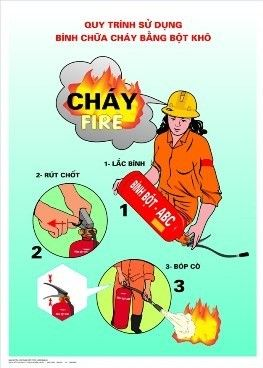 QUY TRÌNH SỬ DỤNG
BÌNH CHỮA CHÁY BẰNG BỘT KHÔ
CHÁY
FIRE
1- LẮC BÌNH
2- RÚT CHỐT
BÌNH BỘT - ABC
1
2
3- BÓP CÒ
3